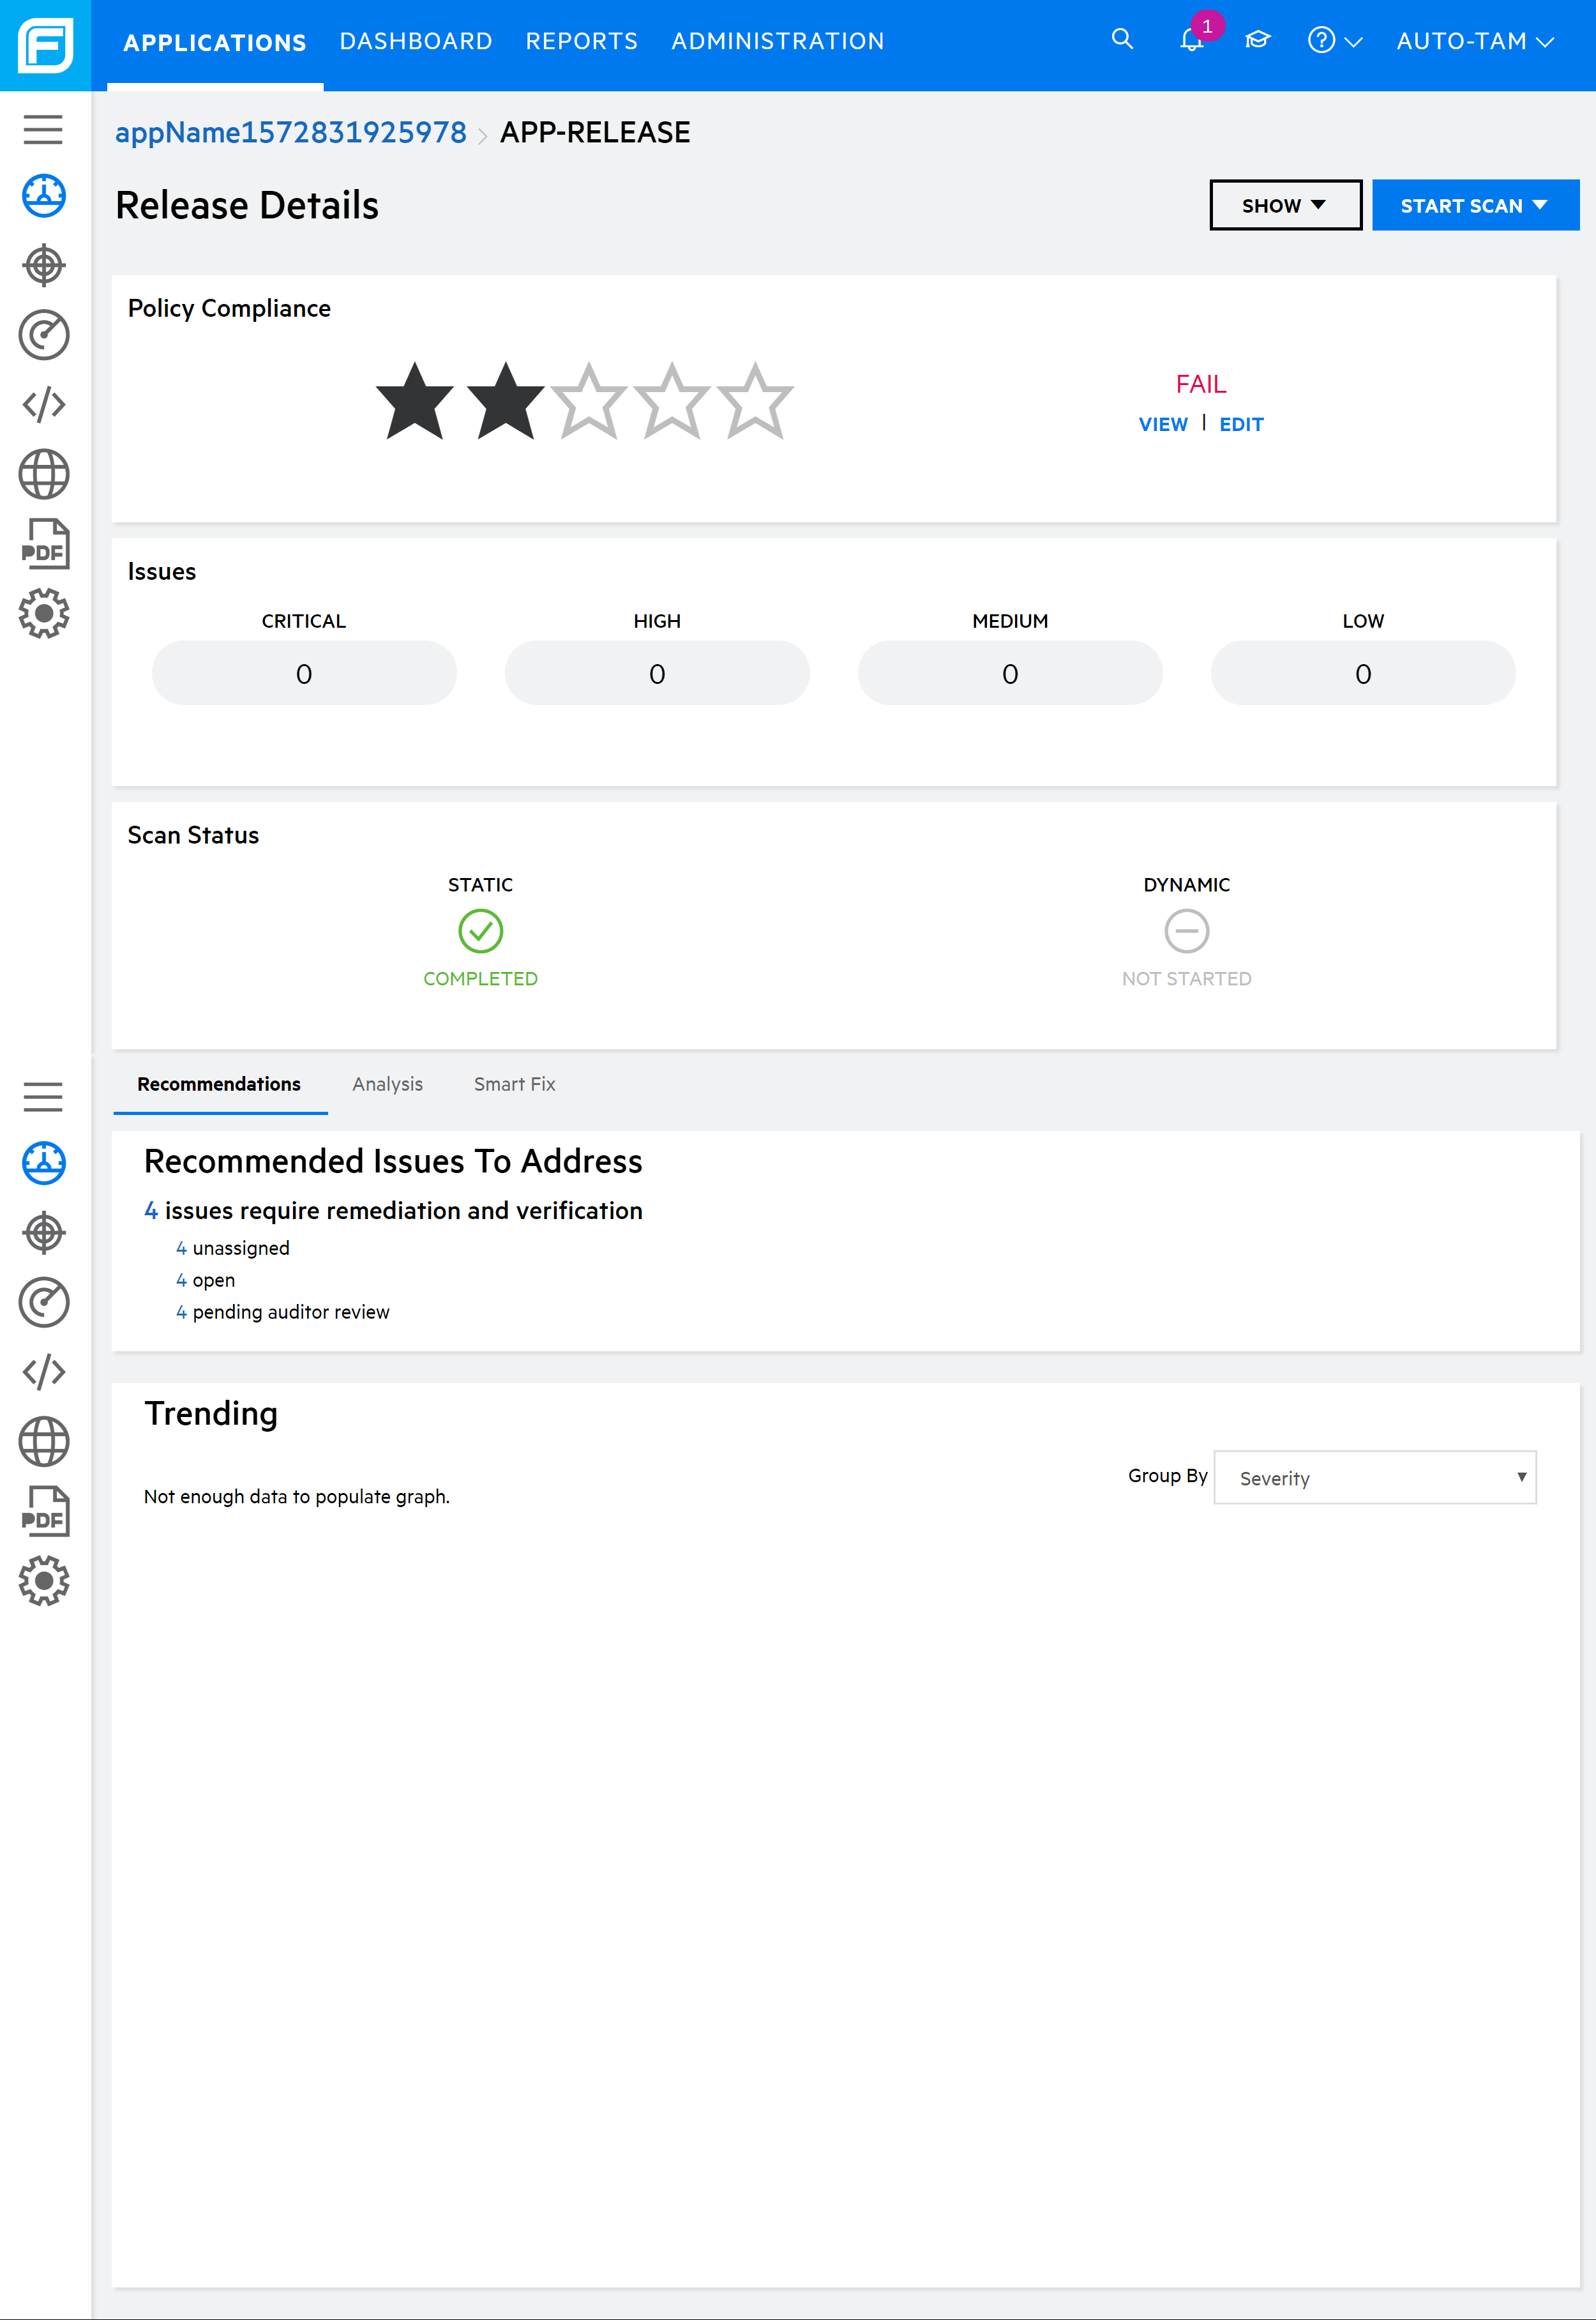 APPLICATIONS DASHBOARD REPORTS ADMINISTRATION 1 ? AUTO-TAM
appName1572831925978 > APP-RELEASE
Release Details
SHOW START SCAN
Policy Compliance
FAIL
VIEW | EDIT
Issues
CRITICAL HIGH MEDIUM LOW
0 0 0 0
Scan Status
STATIC DYNAMIC
COMPLETED NOT STARTED
PDF
Recommendations Analysis Smart Fix
Recommended Issues To Address
4 issues require remediation and verification
4 unassigned
4 open
4 pending auditor review
Trending
Group By Severity
Not enough data to populate graph.
PDF